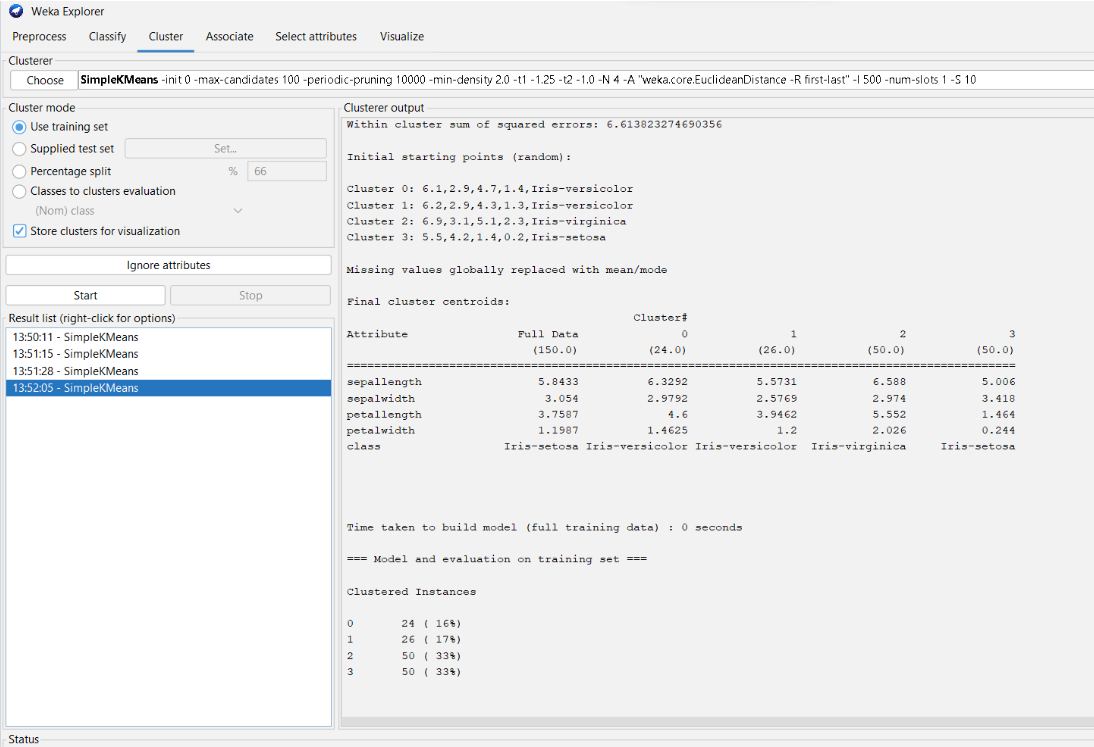 Weka Explorer
Preprocess Classify Cluster Associate Select attributes Visualize
Clusterer
Choose SimpleKMeans -init 0 -max-candidates 100 -periodic-pruning 10000 -min-density 2.0 -t1 -1.25 -t2 -1.0 -N 4 -A "weka.core.EuclideanDistance -R first-last" -I 500 -num-slots 1 -S 10
Cluster mode
Use training set
Supplied test set Set...
Percentage split % 66
Classes to clusters evaluation
(Nom) class
Store clusters for visualization
Ignore attributes
Start Stop
Result list (right-click for options)
13:50:11 - SimpleKMeans
13:51:15 - SimpleKMeans
13:51:28 - SimpleKMeans
13:52:05 - SimpleKMeans
Clusterer output
Within cluster sum of squared errors: 6.613823274690356
Initial starting points (random):
Cluster 0: 6.1,2.9,4.7,1.4,Iris-versicolor
Cluster 1: 6.2,2.9,4.3,1.3,Iris-versicolor
Cluster 2: 6.9,3.1,5.1,2.3,Iris-virginica
Cluster 3: 5.5,4.2,1.4,0.2,Iris-setosa
Missing values globally replaced with mean/mode
Final cluster centroids:
Cluster#
Attribute Full Data 0 1 2 3
(150.0) (24.0) (26.0) (50.0) (50.0)
==========================================================================================
sepallength 5.8433 6.3292 5.5731 6.588 5.006
sepalwidth 3.054 2.9792 2.5769 2.974 3.418
petallength 3.7587 4.6 3.9462 5.552 1.464
petalwidth 1.1987 1.4625 1.2 2.026 0.244
class Iris-setosa Iris-versicolor Iris-versicolor Iris-virginica Iris-setosa
Time taken to build model (full training data) : 0 seconds
=== Model and evaluation on training set ===
Clustered Instances
0 24 ( 16%)
1 26 ( 17%)
2 50 ( 33%)
3 50 ( 33%)
Status